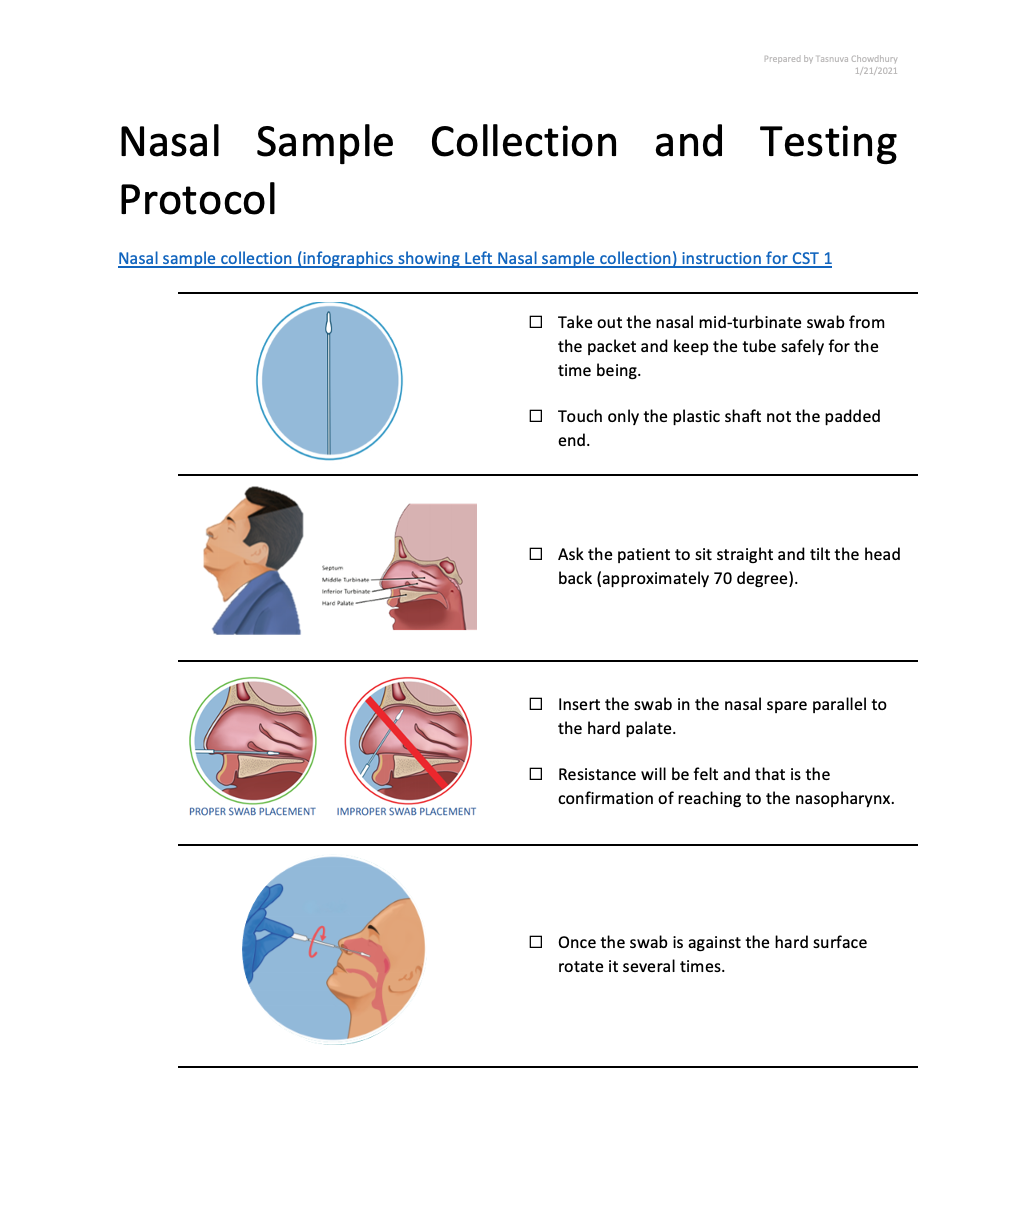 Prepared by Tasnuva Chowdhury
1/21/2021
Nasal Sample Collection and Testing
Protocol
Nasal sample collection (infographics showing Left Nasal sample collection) instruction for CST 1
☐ Take out the nasal mid-turbinate swab from
the packet and keep the tube safely for the
time being.
☐ Touch only the plastic shaft not the padded
end.
Septum
Middle Turbinate
Inferior Turbinate
Hard Palate
☐ Ask the patient to sit straight and tilt the head
back (approximately 70 degree).
PROPER SWAB PLACEMENT
IMPROPER SWAB PLACEMENT
☐ Insert the swab in the nasal spare parallel to
the hard palate.
☐ Resistance will be felt and that is the
confirmation of reaching to the nasopharynx.
☐ Once the swab is against the hard surface
rotate it several times.